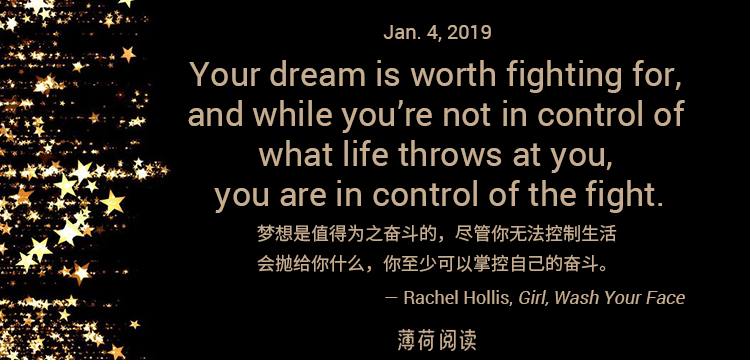 Jan. 4, 2019
Your dream is worth fighting for,
and while you’re not in control of
what life throws at you,
you are in control of the fight.
梦想是值得为之奋斗的，尽管你无法控制生活
会抛给你什么，你至少可以掌控自己的奋斗。
— Rachel Hollis, Girl, Wash Your Face
薄荷阅读